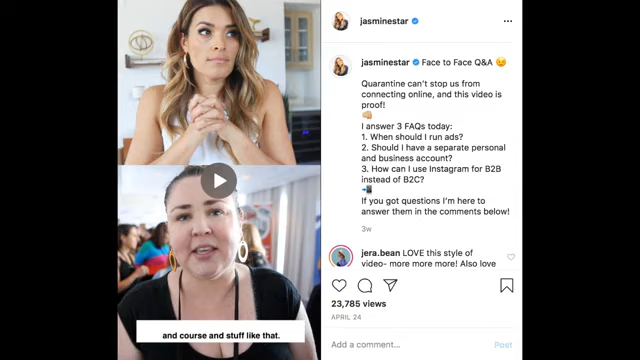 jasminestar
jasminestar Face to Face Q&A 😉
Quarantine can't stop us from
connecting online, and this video is
proof!
👊🏼
I answer 3 FAQs today:
1. When should I run ads?
2. Should I have a separate personal
and business account?
3. How can I use Instagram for B2B
instead of B2C?
📲
If you got questions I'm here to
answer them in the comments below!
3w
jera.bean LOVE this style of
video- more more more! Also love
23,785 views
APRIL 24
Add a comment...
Post
and course and stuff like that.